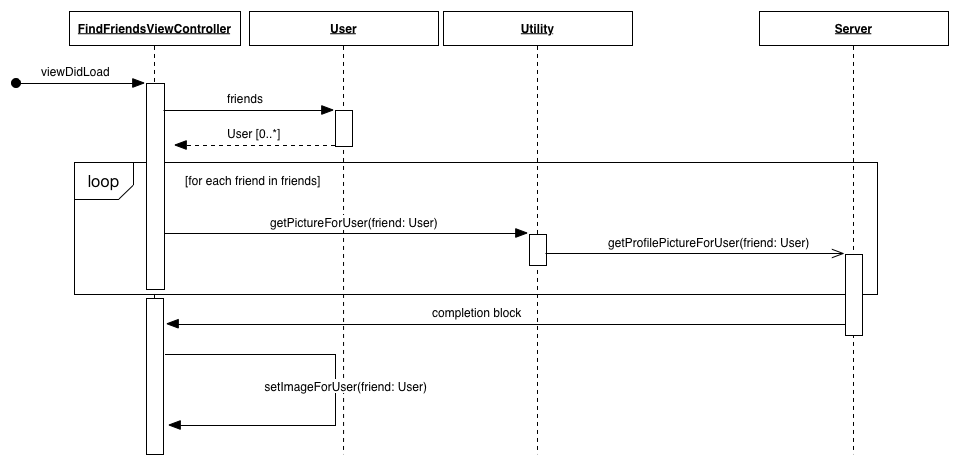 FindFriendsViewController
User
Utility
Server
viewDidLoad
friends
User [0..*]
loop
[for each friend in friends]
getPictureForUser(friend: User)
getProfilePictureForUser(friend: User)
completion block
setImageForUser(friend: User)